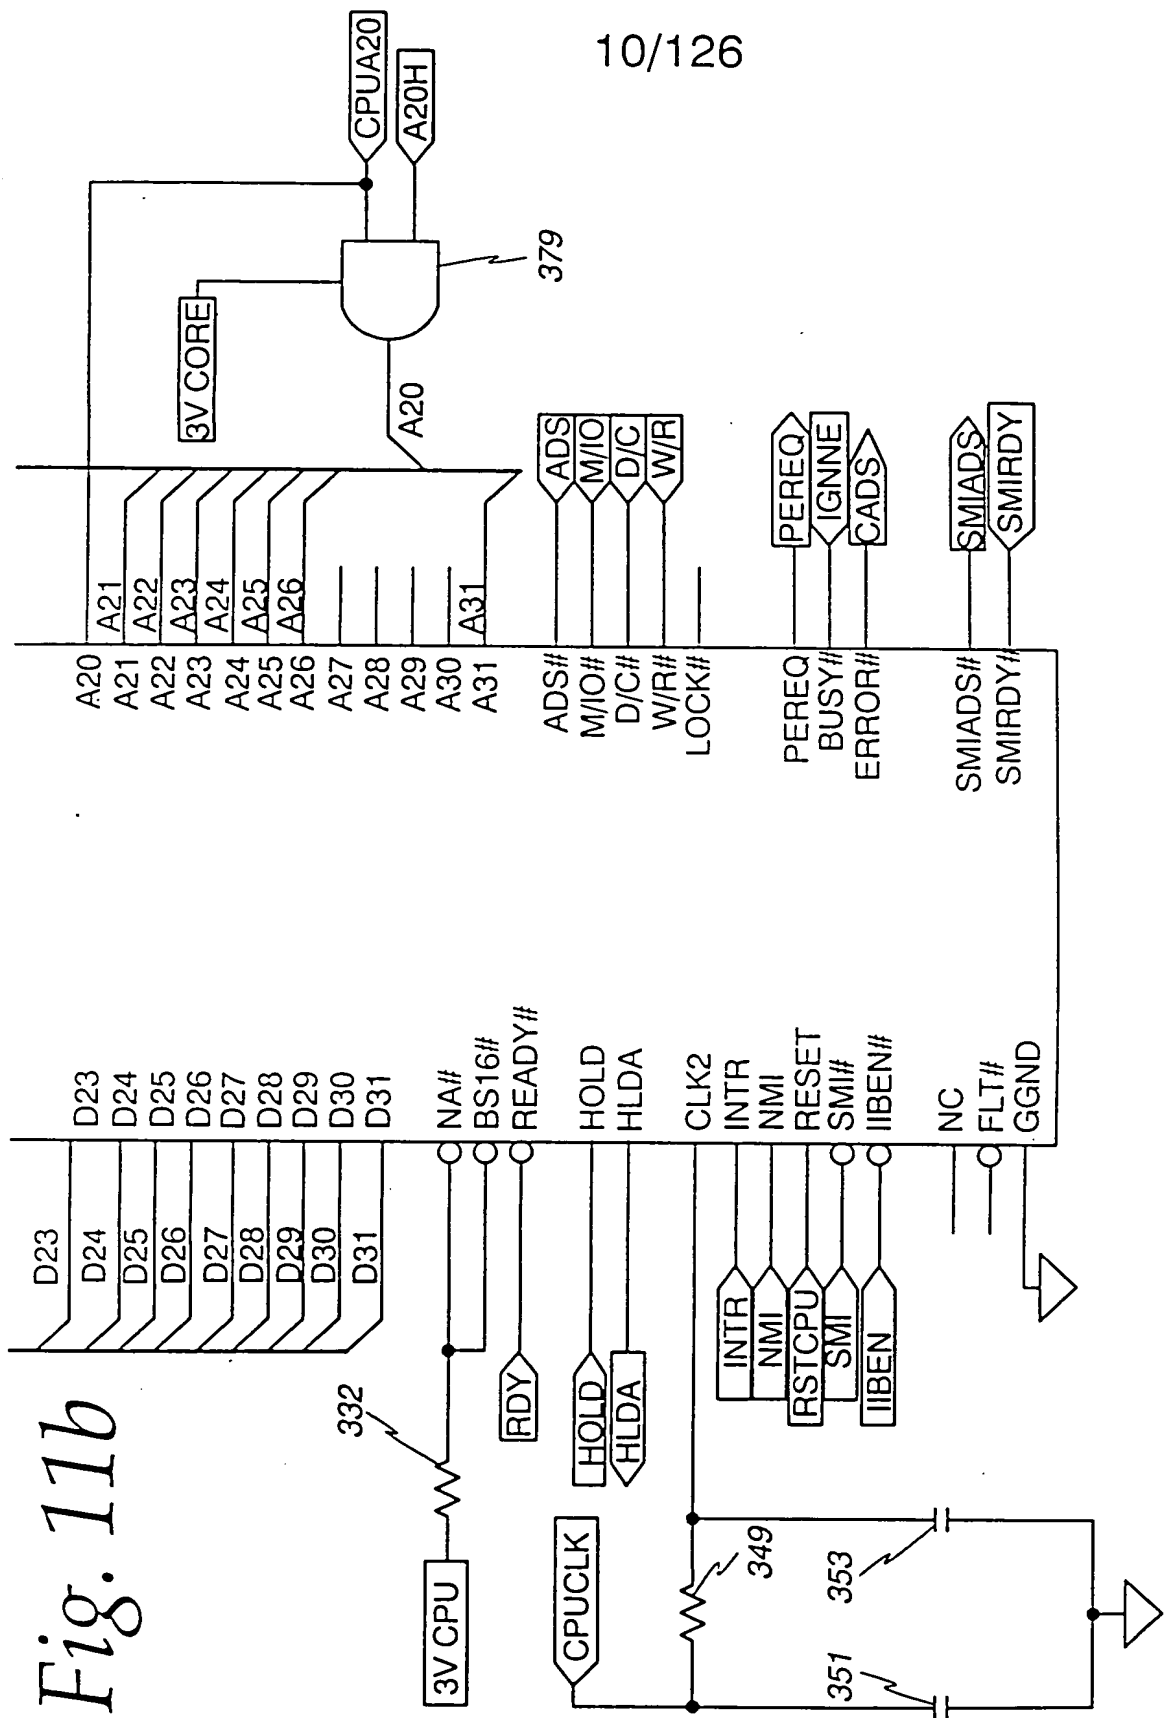 10/126
Fig. 11b
D23
D24
D25
D26
D27
D28
D29
D30
D31
D23
D24
D25
D26
D27
D28
D29
D30
D31
332
3V CPU
NA#
BS16#
READY#
RDY
HOLD
HLDA
HOLD
HLDA
CPUCLK
349
351
353
CLK2
INTR
NMI
RESET
SMI#
IIBEN#
INTR
NMI
RSTCPU
SMI
IIBEN
NC
FLT#
GGND
A20
A21
A22
A23
A24
A25
A26
A27
A28
A29
A30
A31
A21
A22
A23
A24
A25
A26
A31
3V CORE
CPUA20
A20H
379
A20
ADS#
M/IO#
D/C#
W/R#
LOCK#
ADS
M/IO
D/C
W/R
PEREQ
BUSY#
ERROR#
PEREQ
IGNNE
CADS
SMIADS#
SMIRDY#
SMIADS
SMIRDY